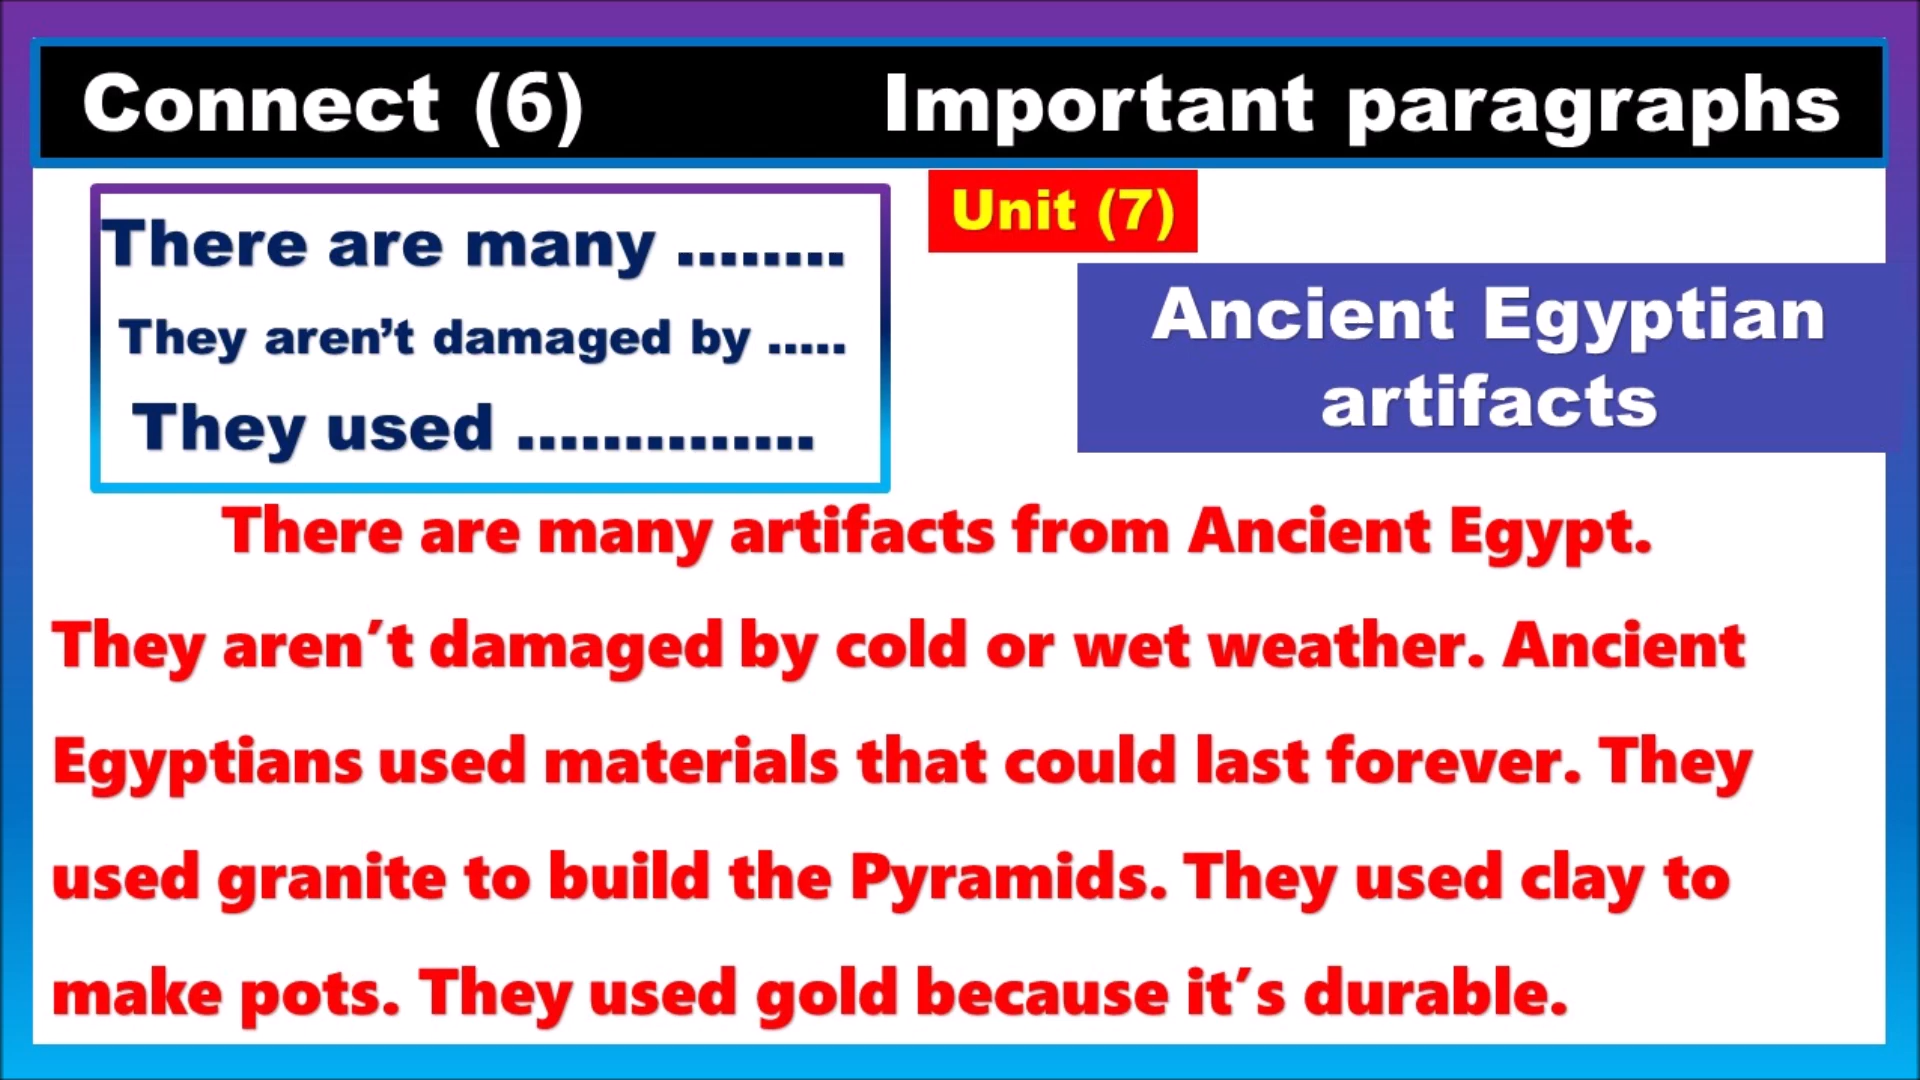 Connect (6) Important paragraphs
Unit (7)
There are many ........
They aren’t damaged by .....
They used ..............
Ancient Egyptian
artifacts
There are many artifacts from Ancient Egypt.
They aren’t damaged by cold or wet weather. Ancient
Egyptians used materials that could last forever. They
used granite to build the Pyramids. They used clay to
make pots. They used gold because it’s durable.